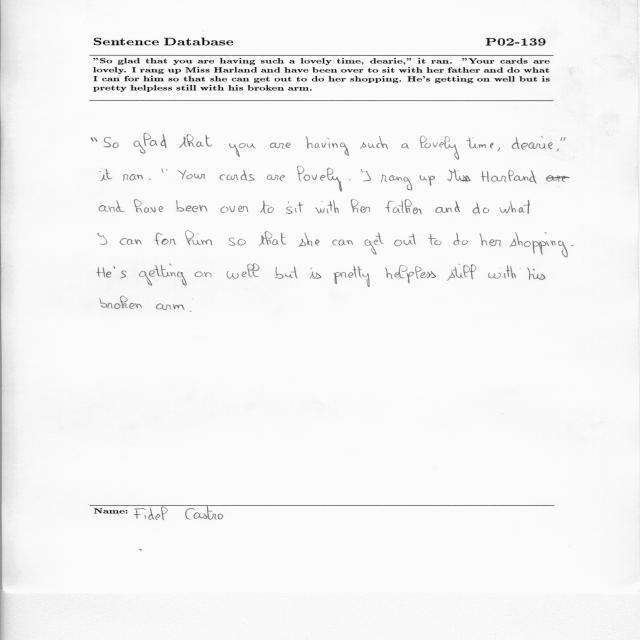 Sentence Database P02-139
"So glad that you are having such a lovely time, dearie," it ran. "Your cards are
lovely. I rang up Miss Harland and have been over to sit with her father and do what
I can for him so that she can get out to do her shopping. He's getting on well but is
pretty helpless still with his broken arm.
"So glad that you are having such a lovely time, dearie,"
it ran. "Your cards are lovely. I rang up Miss Harland are
and have been over to sit with her father and do what
I can for him so that she can get out to do her shopping.
He's getting on well but is pretty helpless still with his
broken arm.
Name: Fidel Castro